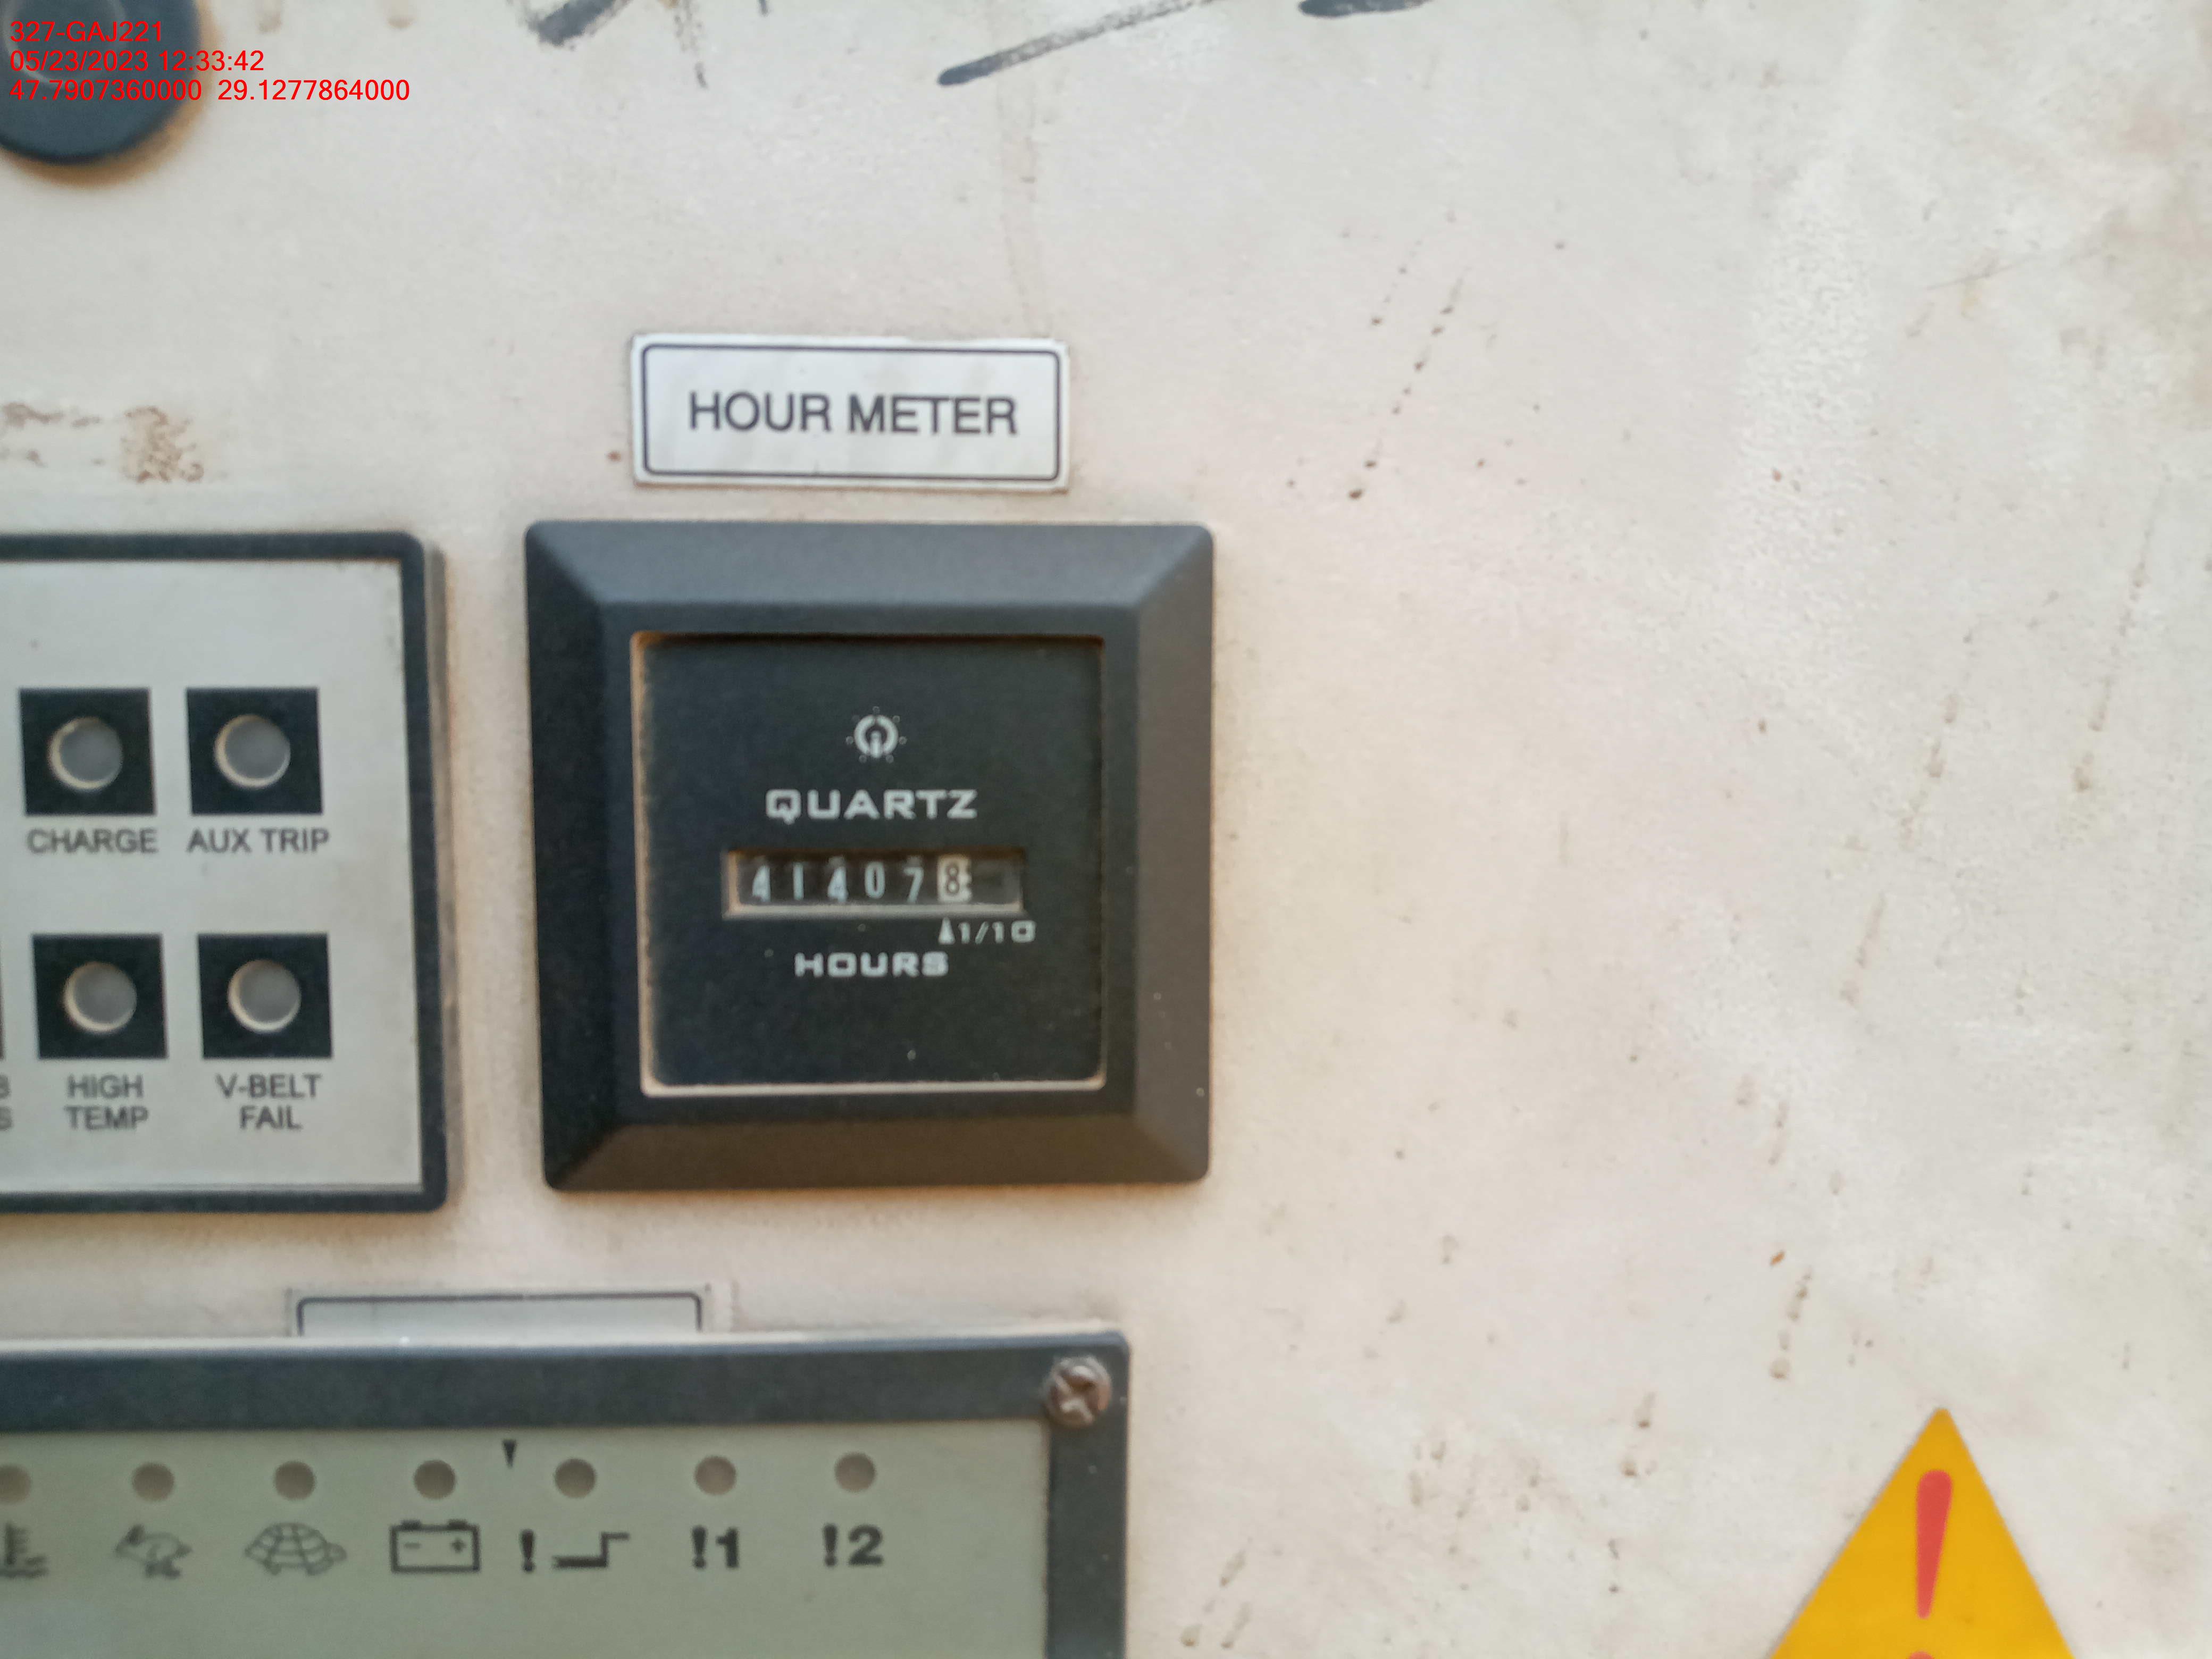 327-GAJ221
05/23/2023 12:33:42
47.7907360000 29.1277864000
HOUR METER
QUARTZ
414078
1/10
HOURS
CHARGE
AUX TRIP
HIGH
TEMP
V-BELT
FAIL
!
!1
!2